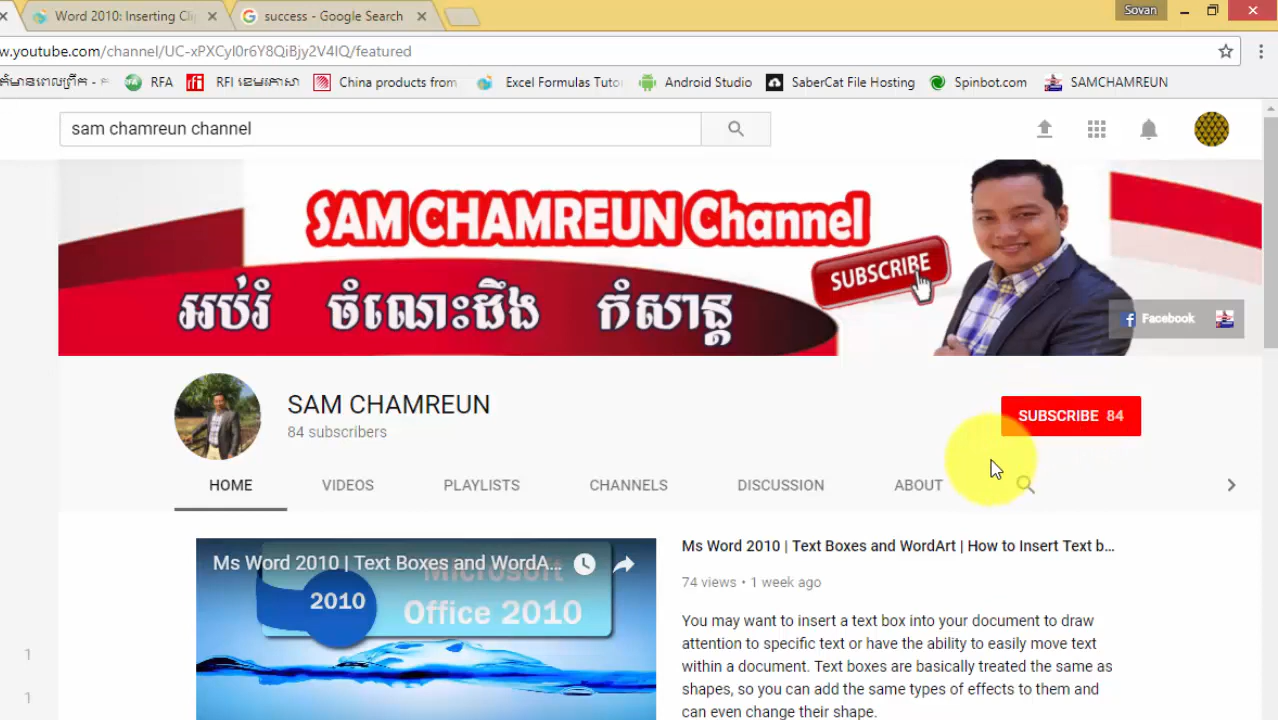 Word 2010: Inserting Cli
success - Google Search
Sovan
w.youtube.com/channel/UC-xPXCyl0r6Y8QiBjy2V4IQ/featured
RFA
RFI ខេមភាសា
China products from
Excel Formulas Tuto
Android Studio
SaberCat File Hosting
Spinbot.com
SAMCHAMREUN
sam chamreun channel
SAM CHAMREUN Channel
SUBSCRIBE
អប់រំ ចំណេះដឹង កំសាន្ត
Facebook
SAM CHAMREUN
84 subscribers
SUBSCRIBE 84
HOME
VIDEOS
PLAYLISTS
CHANNELS
DISCUSSION
ABOUT
Ms Word 2010 | Text Boxes and WordA...
Microsoft
2010
Office 2010
Ms Word 2010 | Text Boxes and WordArt | How to Insert Text b...
74 views • 1 week ago
You may want to insert a text box into your document to draw
attention to specific text or have the ability to easily move text
within a document. Text boxes are basically treated the same as
shapes, so you can add the same types of effects to them and
can even change their shape.
1
1